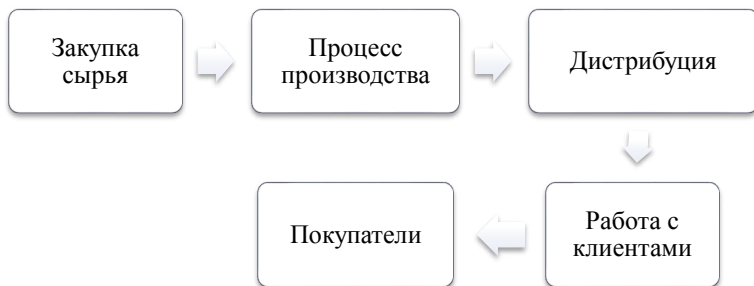 Закупка
сырья
Процесс
производства
Дистрибуция
Работа с
клиентами
Покупатели